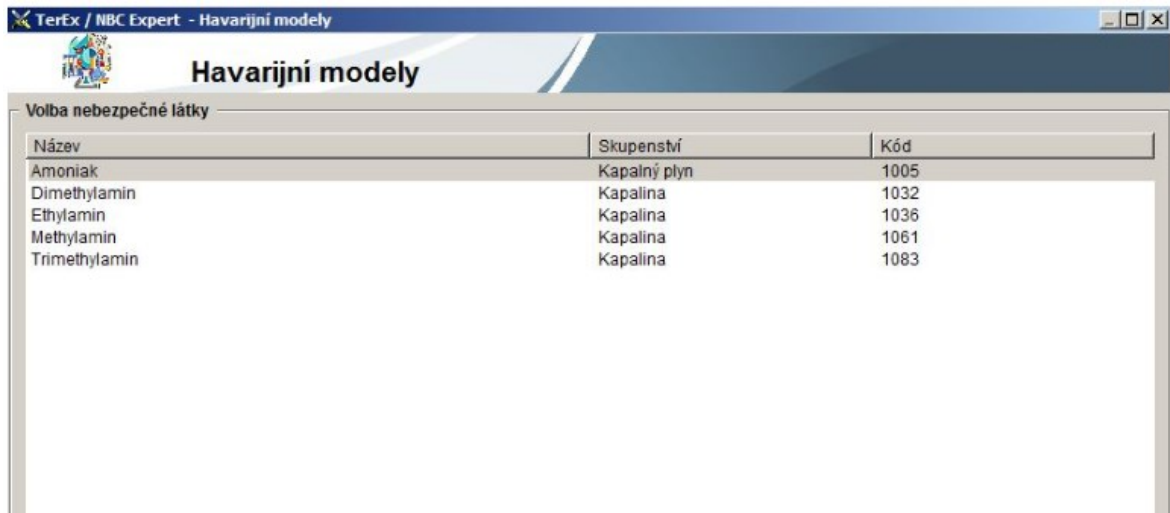 TerEx / NBC Expert - Havarijní modely
Havarijní modely
Volba nebezpečné látky
Název Skupenství Kód
Amoniak Kapalný plyn 1005
Dimethylamin Kapalina 1032
Ethylamin Kapalina 1036
Methylamin Kapalina 1061
Trimethylamin Kapalina 1083